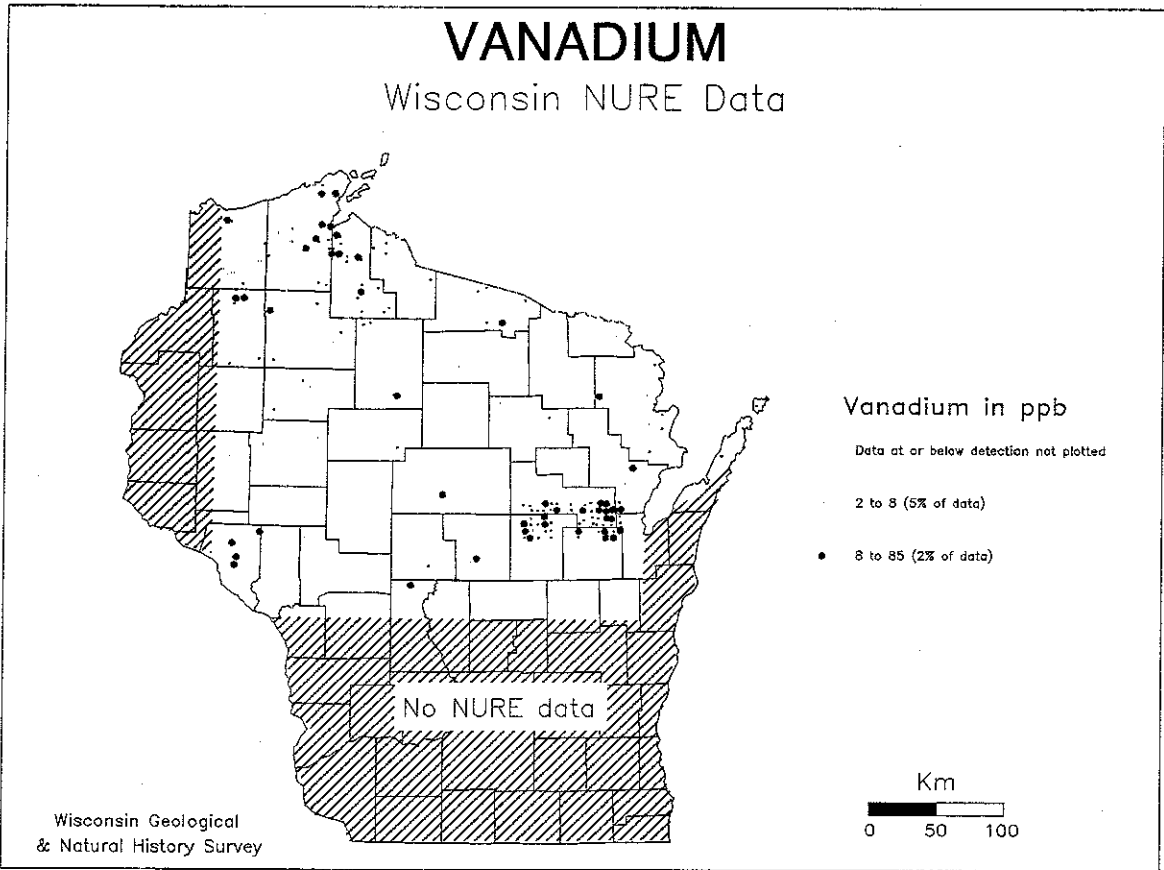 VANADIUM
Wisconsin NURE Data
Vanadium in ppb
Data at or below detection not plotted
2 to 8 (5% of data)
8 to 85 (2% of data)
No NURE data
Km
0 50 100
Wisconsin Geological
& Natural History Survey